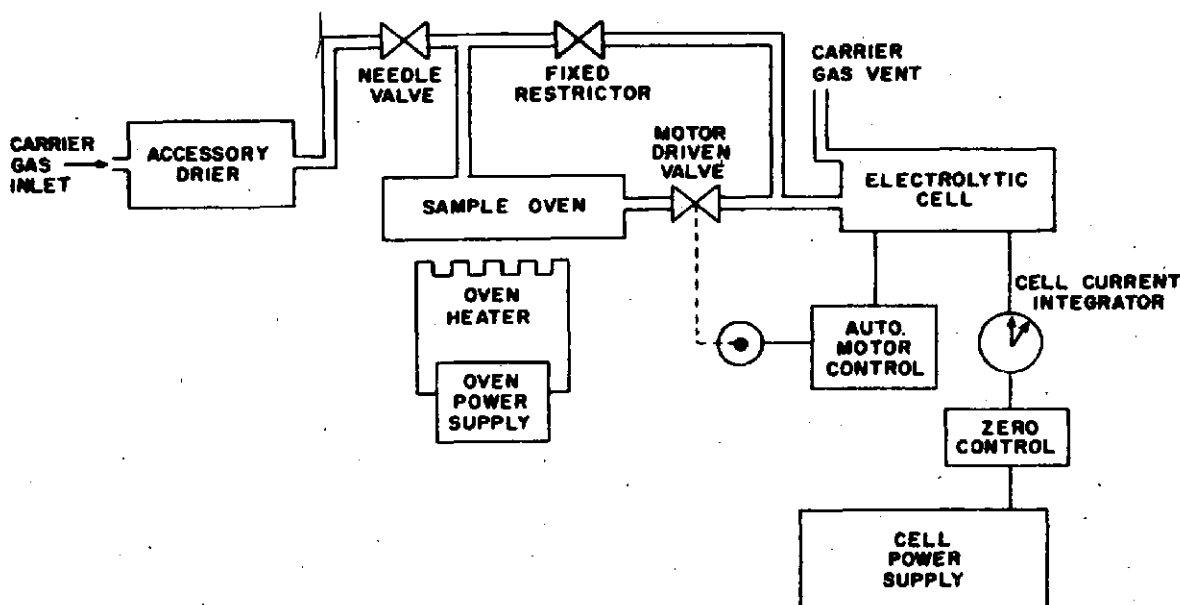 CARRIER
GAS
INLET
ACCESSORY
DRIER
NEEDLE
VALVE
FIXED
RESTRICTOR
CARRIER
GAS VENT
MOTOR
DRIVEN
VALVE
SAMPLE OVEN
ELECTROLYTIC
CELL
OVEN
HEATER
OVEN
POWER
SUPPLY
AUTO.
MOTOR
CONTROL
CELL CURRENT
INTEGRATOR
ZERO
CONTROL
CELL
POWER
SUPPLY